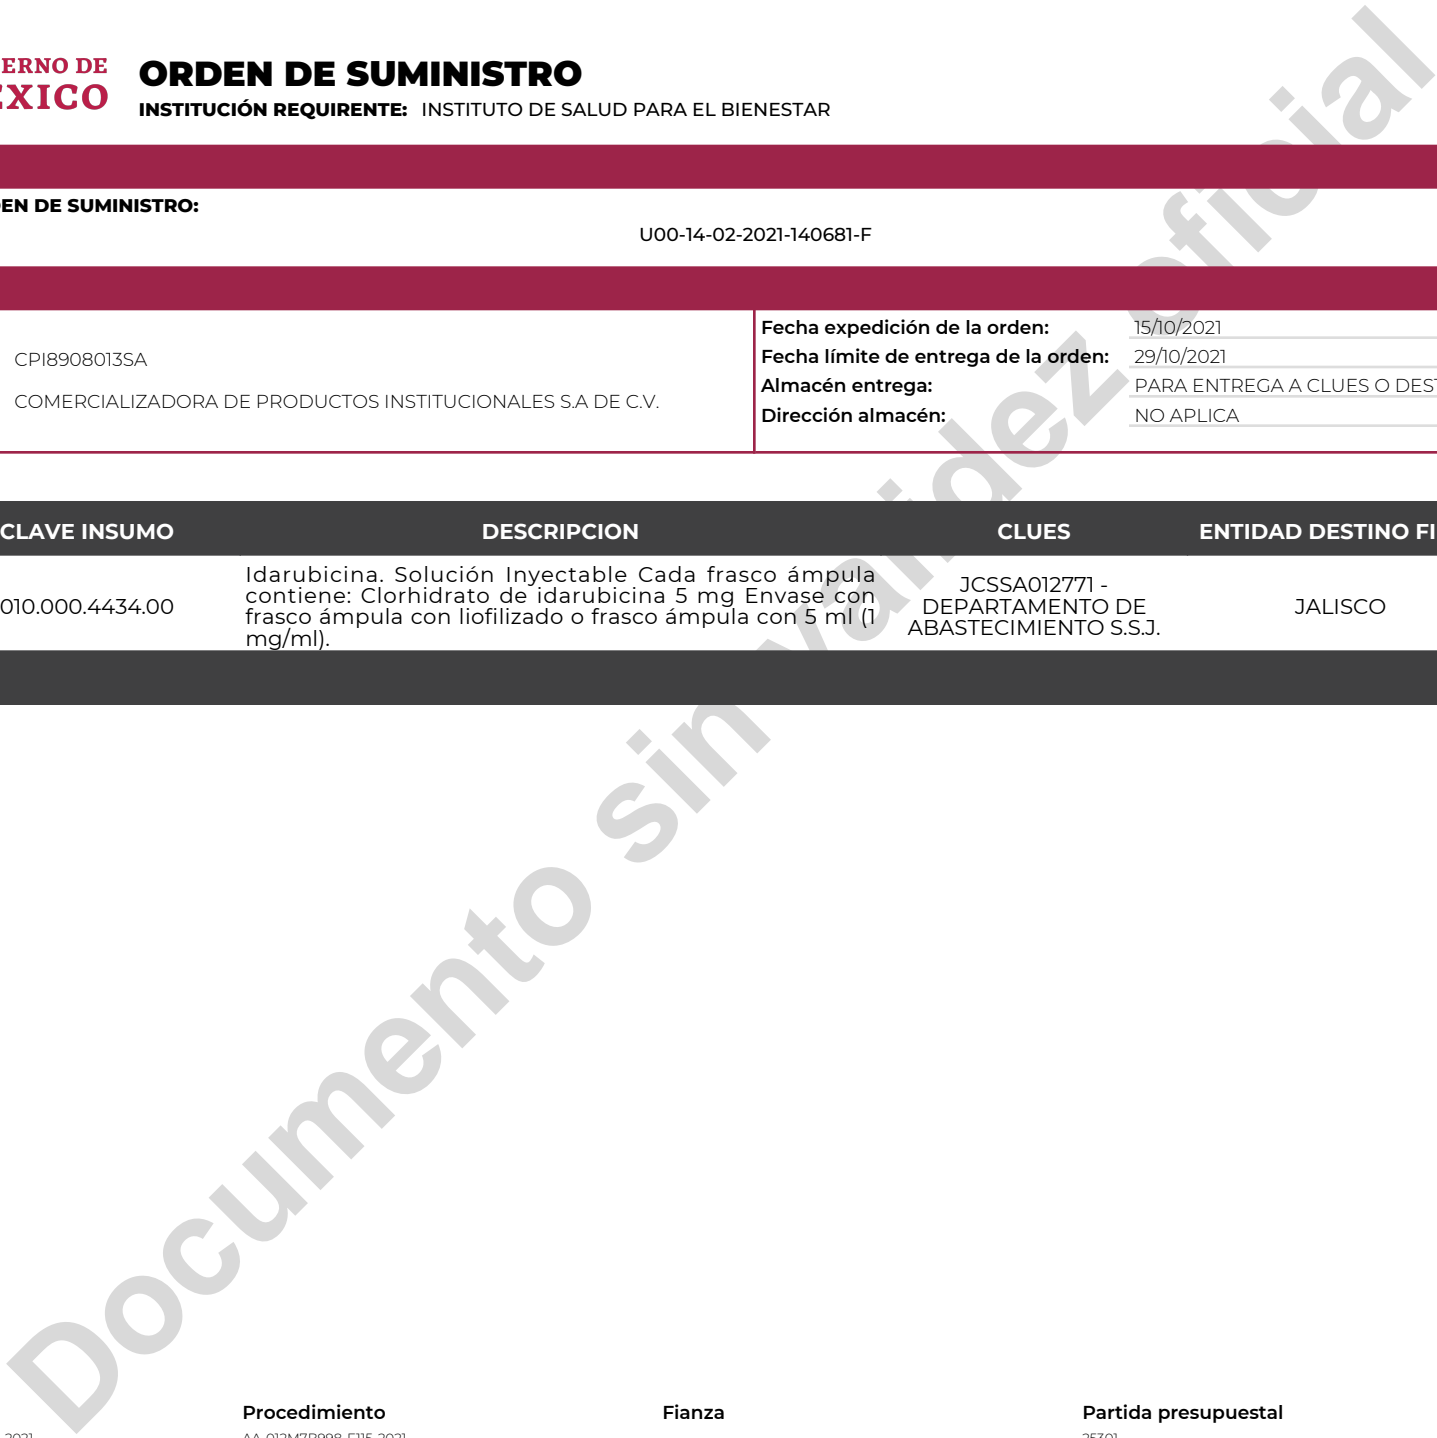 ERNO DE
EXICO
ORDEN DE SUMINISTRO
INSTITUCIÓN REQUIRENTE: INSTITUTO DE SALUD PARA EL BIENESTAR
EN DE SUMINISTRO:
U00-14-02-2021-140681-F
CPI8908013SA
COMERCIALIZADORA DE PRODUCTOS INSTITUCIONALES S.A DE C.V.
Fecha expedición de la orden: 15/10/2021
Fecha límite de entrega de la orden: 29/10/2021
Almacén entrega: PARA ENTREGA A CLUES O DEST
Dirección almacén: NO APLICA
CLAVE INSUMO DESCRIPCION CLUES ENTIDAD DESTINO FI
010.000.4434.00
Idarubicina. Solución Inyectable Cada frasco ámpula
contiene: Clorhidrato de idarubicina 5 mg Envase con
frasco ámpula con liofilizado o frasco ámpula con 5 ml (1
mg/ml).
JCSSA012771 -
DEPARTAMENTO DE
ABASTECIMIENTO S.S.J.
JALISCO
Documento sin validez oficial
Procedimiento Fianza Partida presupuestal